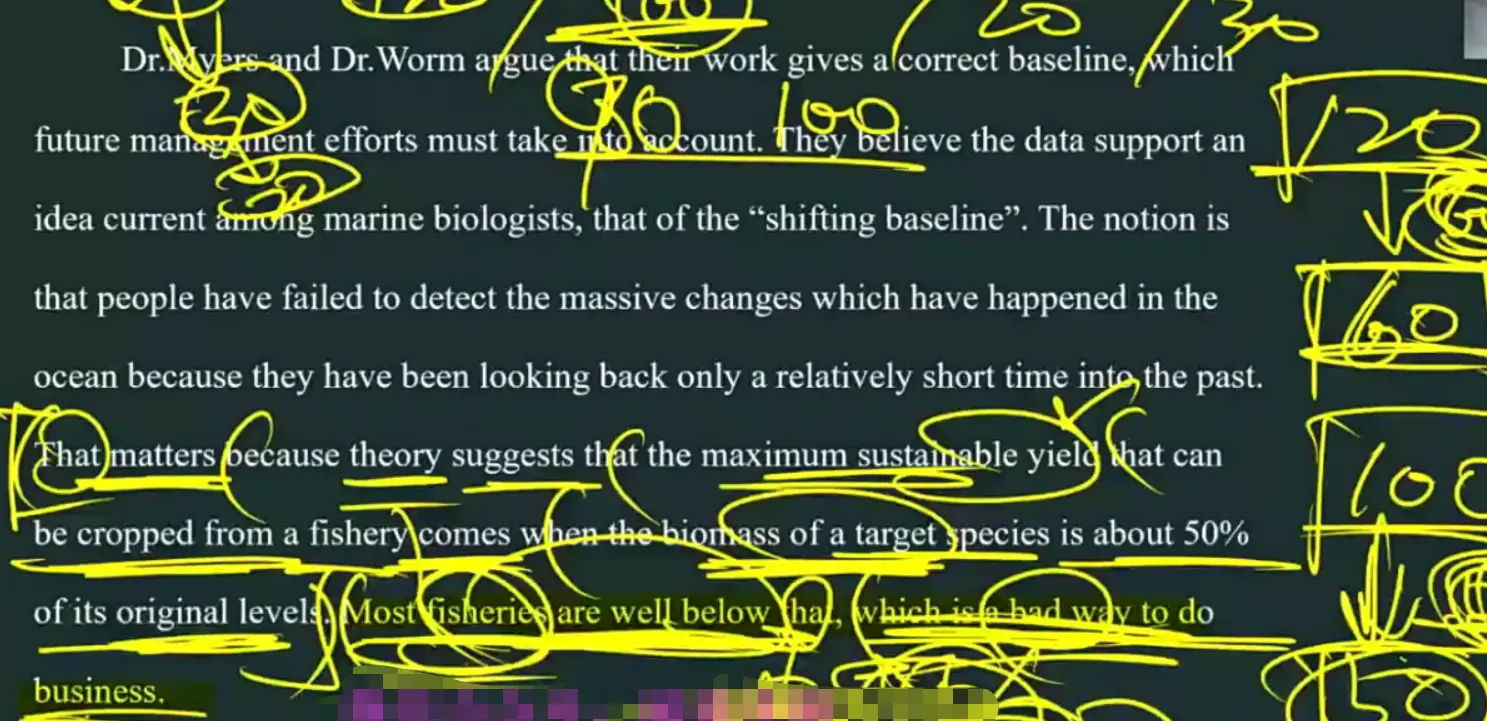 Dr.Myers and Dr.Worm argue that their work gives a correct baseline, which
future management efforts must take into account. They believe the data support an
idea current among marine biologists, that of the “shifting baseline”. The notion is
that people have failed to detect the massive changes which have happened in the
ocean because they have been looking back only a relatively short time into the past.
That matters because theory suggests that the maximum sustainable yield that can
be cropped from a fishery comes when the biomass of a target species is about 50%
of its original levels. Most fisheries are well below that, which is a bad way to do
business.
100
120
60
100